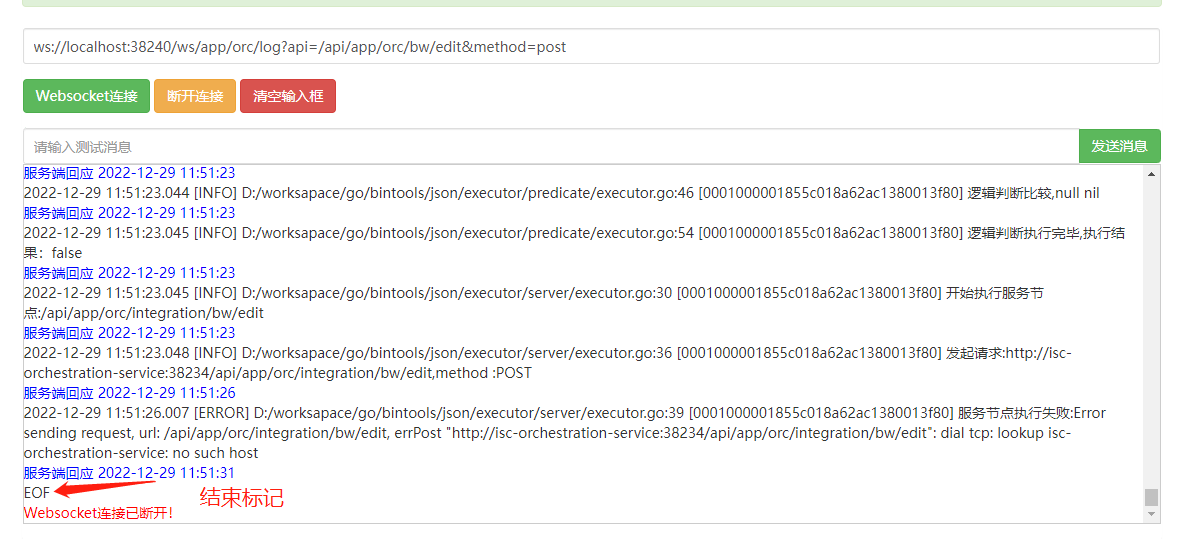 ws://localhost:38240/ws/app/orc/log?api=/api/app/orc/bw/edit&method=post
Websocket连接 断开连接 清空输入框
请输入测试消息 发送消息
服务端回应 2022-12-29 11:51:23
2022-12-29 11:51:23.044 [INFO] D:/worksapace/go/bintools/json/executor/predicate/executor.go:46 [0001000001855c018a62ac1380013f80] 逻辑判断比较,null nil
服务端回应 2022-12-29 11:51:23
2022-12-29 11:51:23.045 [INFO] D:/worksapace/go/bintools/json/executor/predicate/executor.go:54 [0001000001855c018a62ac1380013f80] 逻辑判断执行完毕,执行结
果：false
服务端回应 2022-12-29 11:51:23
2022-12-29 11:51:23.045 [INFO] D:/worksapace/go/bintools/json/executor/server/executor.go:30 [0001000001855c018a62ac1380013f80] 开始执行服务节
点:/api/app/orc/integration/bw/edit
服务端回应 2022-12-29 11:51:23
2022-12-29 11:51:23.048 [INFO] D:/worksapace/go/bintools/json/executor/server/executor.go:36 [0001000001855c018a62ac1380013f80] 发起请求:http://isc-
orchestration-service:38234/api/app/orc/integration/bw/edit,method :POST
服务端回应 2022-12-29 11:51:26
2022-12-29 11:51:26.007 [ERROR] D:/worksapace/go/bintools/json/executor/server/executor.go:39 [0001000001855c018a62ac1380013f80] 服务节点执行失败:Error
sending request, url: /api/app/orc/integration/bw/edit, errPost "http://isc-orchestration-service:38234/api/app/orc/integration/bw/edit": dial tcp: lookup isc-
orchestration-service: no such host
服务端回应 2022-12-29 11:51:31
EOF 结束标记
Websocket连接已断开!